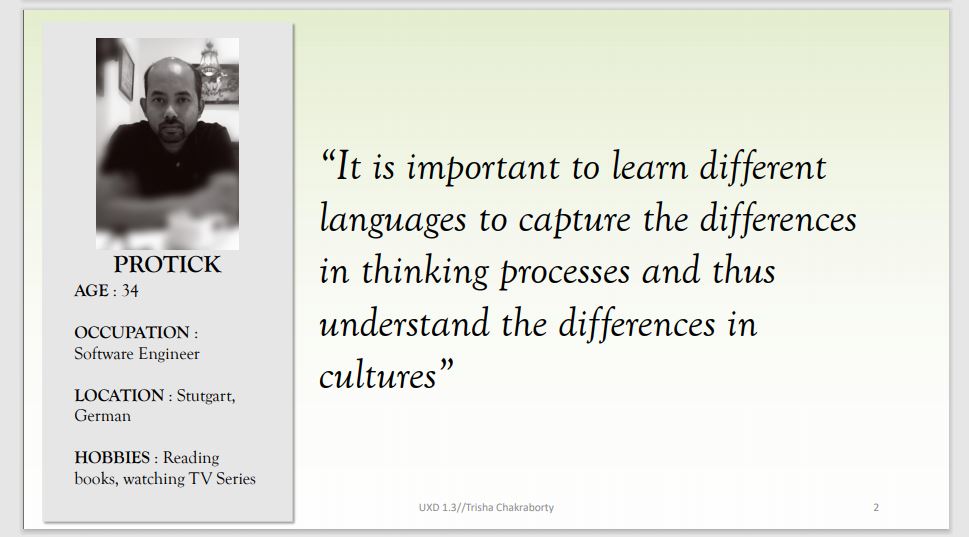 PROTICK
AGE : 34
OCCUPATION :
Software Engineer
LOCATION : Stutgart,
German
HOBBIES : Reading
books, watching TV Series
“It is important to learn different
languages to capture the differences
in thinking processes and thus
understand the differences in
cultures”
UXD 1.3//Trisha Chakraborty
2